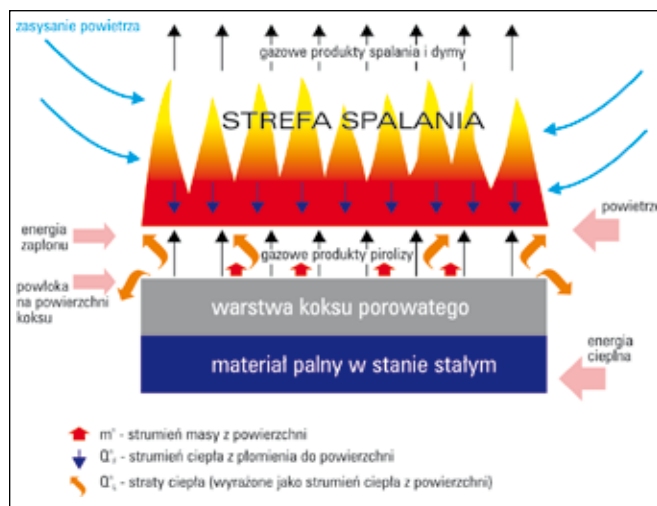 zasysanie powietrza
gazowe produkty spalania i dymy
STREFA SPALANIA
energia
zapłonu
powietrze
gazowe produkty pirolizy
powłoka
na powierzchni
koksu
warstwa koksu porowatego
energia
cieplna
materiał palny w stanie stałym
m" - strumień masy z powierzchni
- strumień ciepła z płomienia do powierzchni
- straty ciepła (wyrażone jako strumień ciepła z powierzchni)